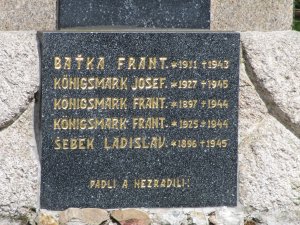 BAŤKA FRANT. *1911 +1943
KÖNIGSMARK JOSEF. *1927 +1945
KÖNIGSMARK FRANT. *1897 +1944
KÖNIGSMARK FRANT. *1925 +1944
SEBEK LADISLAV. *1896 +1945
PADLI A NEZRADILI!